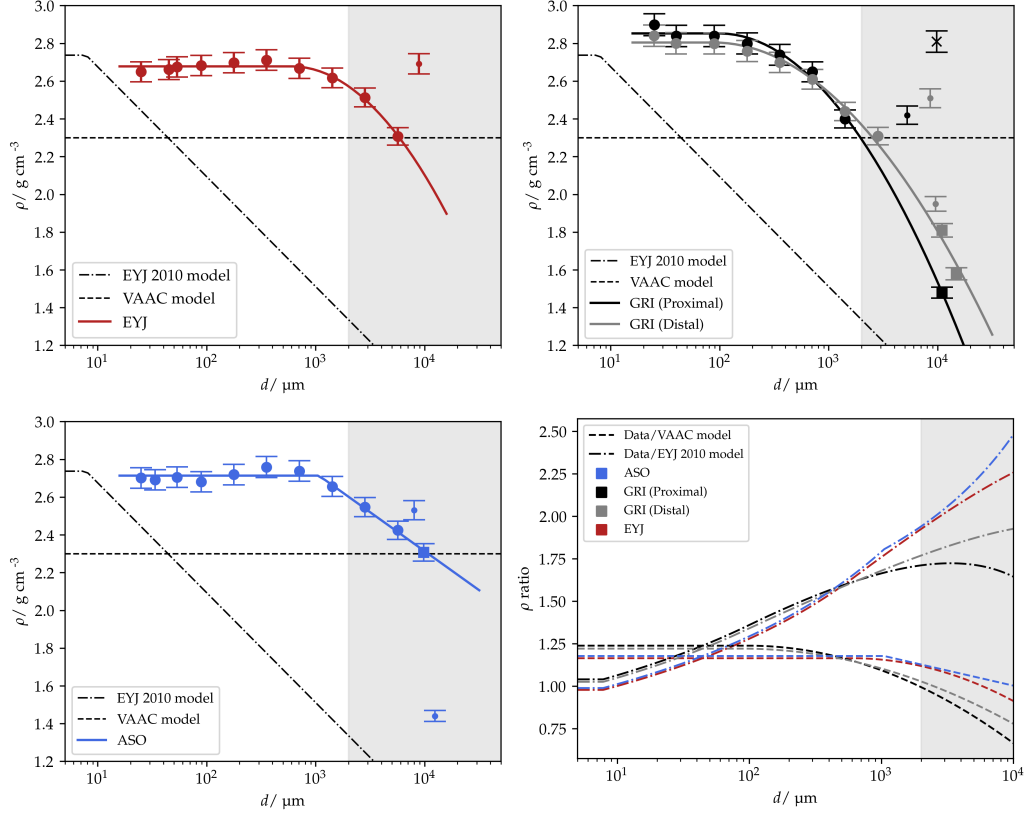 3.0
2.8
2.6
2.4
2.2
2.0
1.8
1.6
1.4
1.2
ρ / g cm⁻³
EYJ 2010 model
VAAC model
EYJ
10¹ 10² 10³ 10⁴
d / μm
3.0
2.8
2.6
2.4
2.2
2.0
1.8
1.6
1.4
1.2
ρ / g cm⁻³
EYJ 2010 model
VAAC model
GRI (Proximal)
GRI (Distal)
10¹ 10² 10³ 10⁴
d / μm
3.0
2.8
2.6
2.4
2.2
2.0
1.8
1.6
1.4
1.2
ρ / g cm⁻³
EYJ 2010 model
VAAC model
ASO
10¹ 10² 10³ 10⁴
d / μm
2.50
2.25
2.00
1.75
1.50
1.25
1.00
0.75
ρ ratio
Data/VAAC model
Data/EYJ 2010 model
ASO
GRI (Proximal)
GRI (Distal)
EYJ
10¹ 10² 10³ 10⁴
d / μm